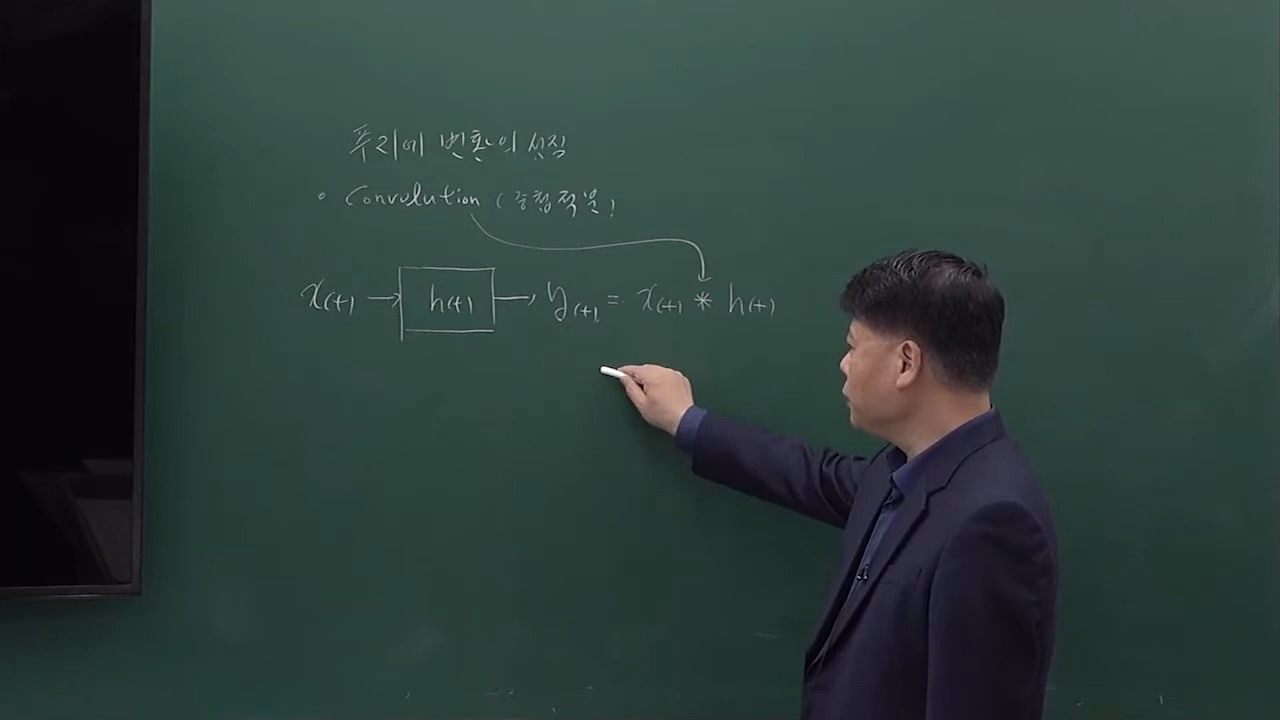 푸리에 변환의 성질
• Convolution (중첩적분)
x(t) → h(t) → y(t) = x(t) * h(t)